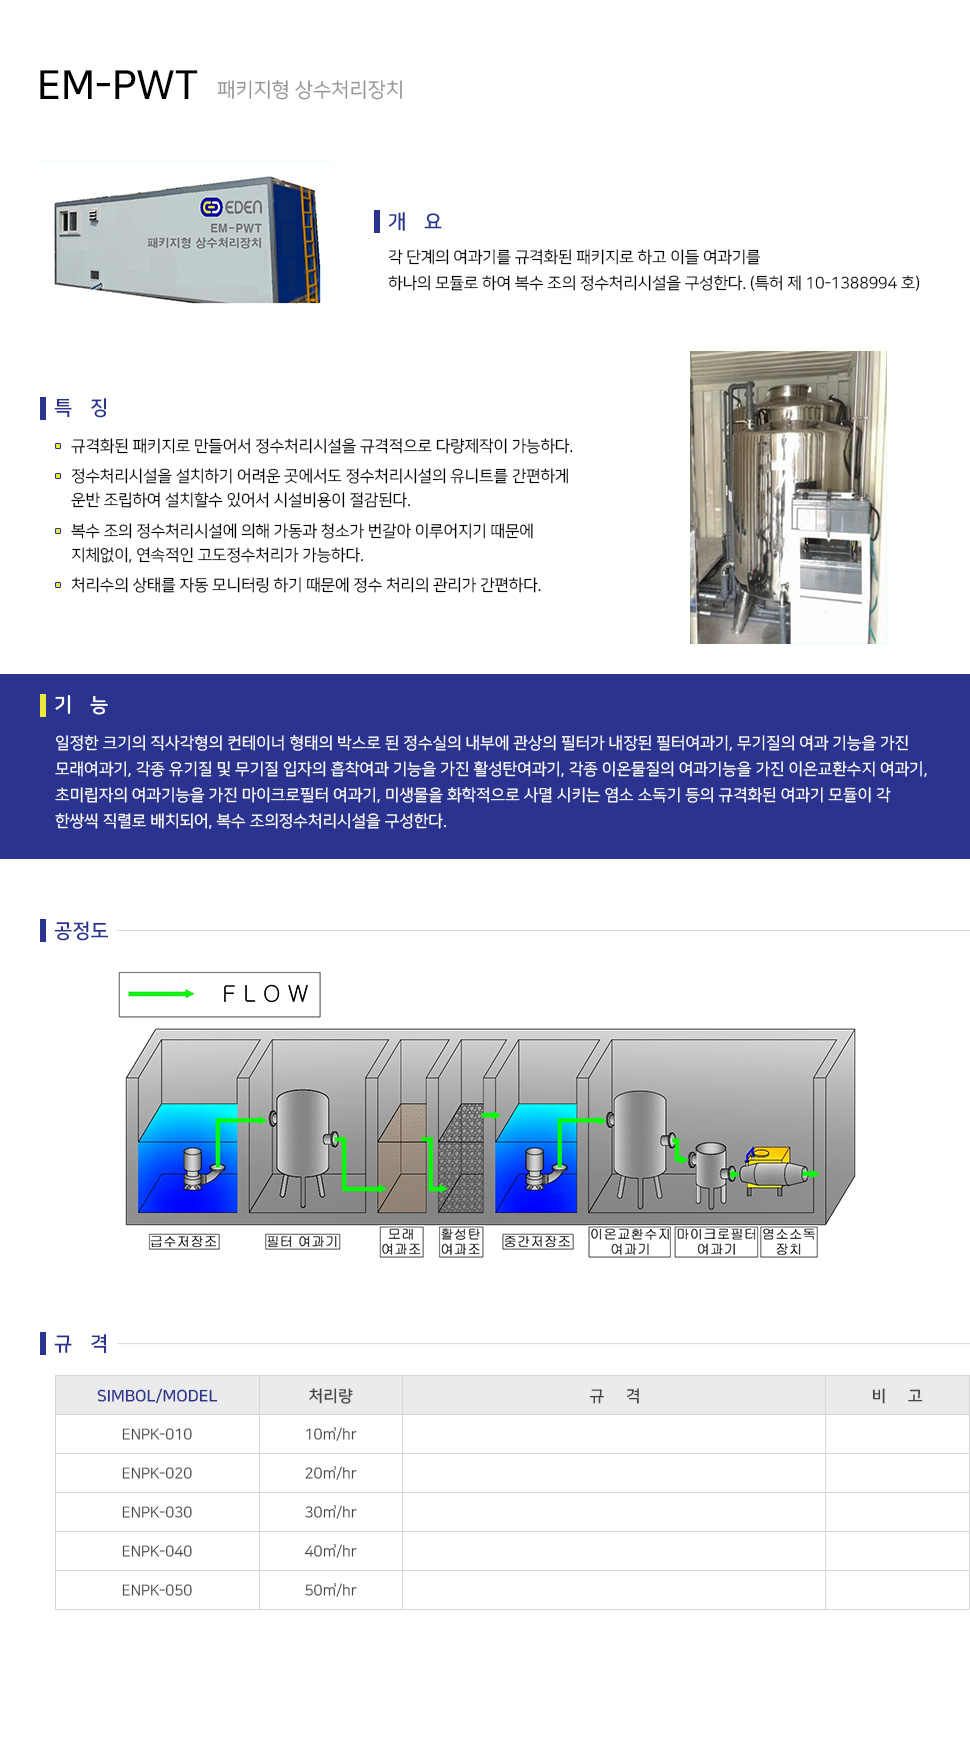 EM-PWT 패키지형 상수처리장치
EDEN
EM-PWT
패키지형 상수처리장치
개 요
각 단계의 여과기를 규격화된 패키지로 하고 이들 여과기를
하나의 모듈로 하여 복수 조의 정수처리시설을 구성한다. (특허 제 10-1388994 호)
특 징
규격화된 패키지로 만들어서 정수처리시설을 규격적으로 다량제작이 가능하다.
정수처리시설을 설치하기 어려운 곳에서도 정수처리시설의 유니트를 간편하게
운반 조립하여 설치할수 있어서 시설비용이 절감된다.
복수 조의 정수처리시설에 의해 가동과 청소가 번갈아 이루어지기 때문에
지체없이, 연속적인 고도정수처리가 가능하다.
처리수의 상태를 자동 모니터링 하기 때문에 정수 처리의 관리가 간편하다.
기 능
일정한 크기의 직사각형의 컨테이너 형태의 박스로 된 정수실의 내부에 관상의 필터가 내장된 필터여과기, 무기질의 여과 기능을 가진
모래여과기, 각종 유기질 및 무기질 입자의 흡착여과 기능을 가진 활성탄여과기, 각종 이온물질의 여과기능을 가진 이온교환수지 여과기,
초미립자의 여과기능을 가진 마이크로필터 여과기, 미생물을 화학적으로 사멸 시키는 염소 소독기 등의 규격화된 여과기 모듈이 각
한쌍씩 직렬로 배치되어, 복수 조의정수처리시설을 구성한다.
공정도
FLOW
급수저장조 필터 여과기 모래 여과조 활성탄 여과조 중간저장조 이온교환수지 여과기 마이크로필터 여과기 염소소독 장치
규 격
SIMBOL/MODEL 처리량 규 격 비 고
ENPK-010 10㎥/hr
ENPK-020 20㎥/hr
ENPK-030 30㎥/hr
ENPK-040 40㎥/hr
ENPK-050 50㎥/hr